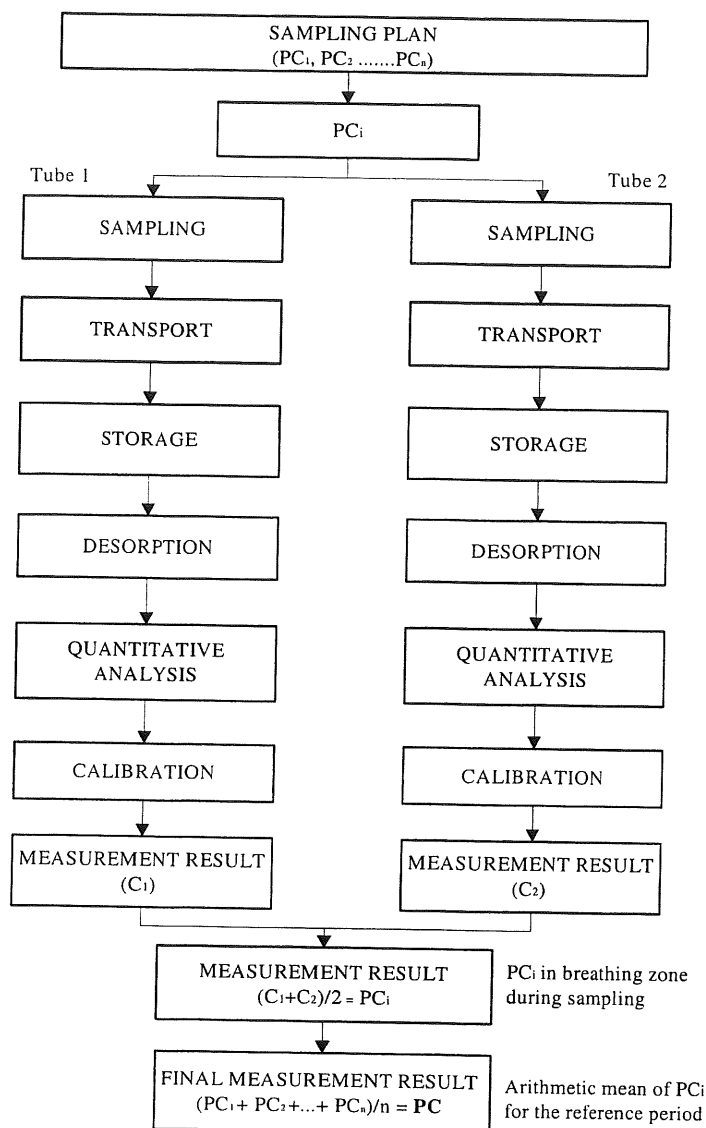 SAMPLING PLAN
(PC₁, PC₂ .......PCₙ)
PCᵢ
Tube 1
Tube 2
SAMPLING
TRANSPORT
STORAGE
DESORPTION
QUANTITATIVE
ANALYSIS
CALIBRATION
MEASUREMENT RESULT
(C₁)
SAMPLING
TRANSPORT
STORAGE
DESORPTION
QUANTITATIVE
ANALYSIS
CALIBRATION
MEASUREMENT RESULT
(C₂)
MEASUREMENT RESULT
(C₁+C₂)/2 = PCᵢ
PCᵢ in breathing zone
during sampling
FINAL MEASUREMENT RESULT
(PC₁+ PC₂+...+ PCₙ)/n = PC
Arithmetic mean of PCᵢ
for the reference period